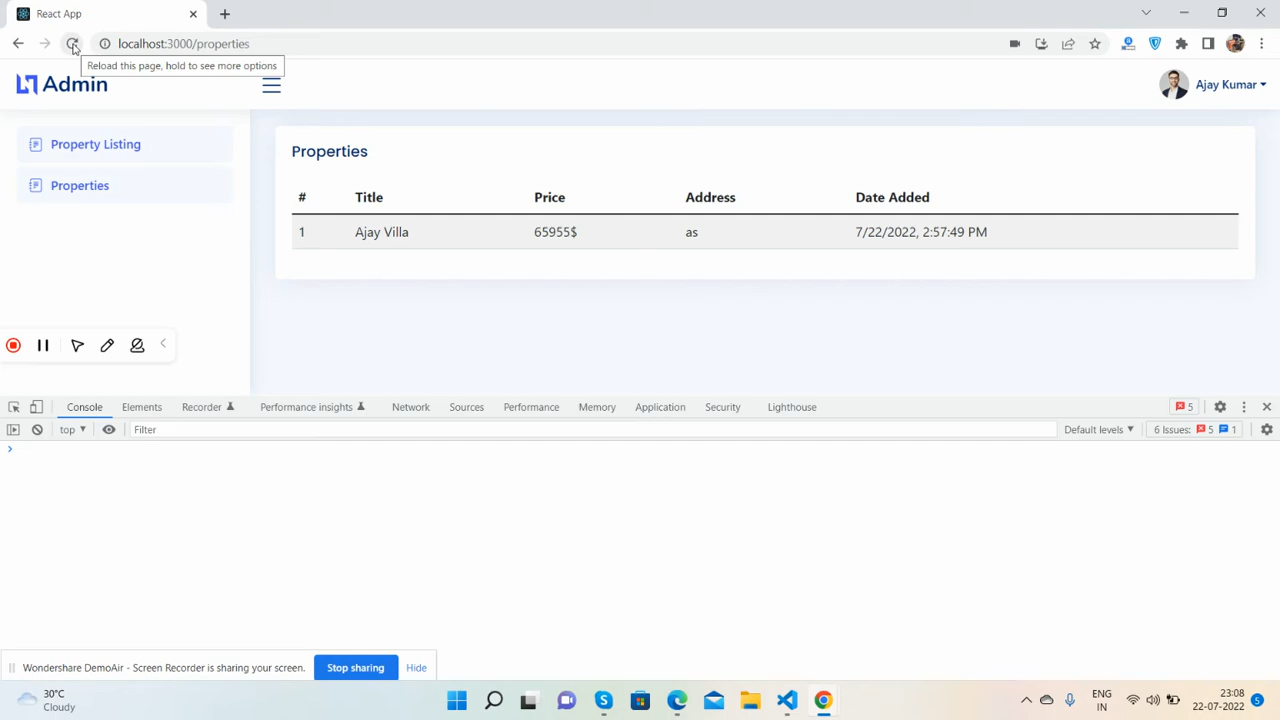 React App
localhost:3000/properties
Reload this page, hold to see more options
Admin
Ajay Kumar
Property Listing
Properties
Properties
# Title Price Address Date Added
1 Ajay Villa 65955$ as 7/22/2022, 2:57:49 PM
Console Elements Recorder Performance insights Network Sources Performance Memory Application Security Lighthouse 5
top Filter Default levels 6 Issues: 5 1
Wondershare DemoAir - Screen Recorder is sharing your screen. Stop sharing Hide
30°C
Cloudy
ENG
IN
23:08
22-07-2022
5